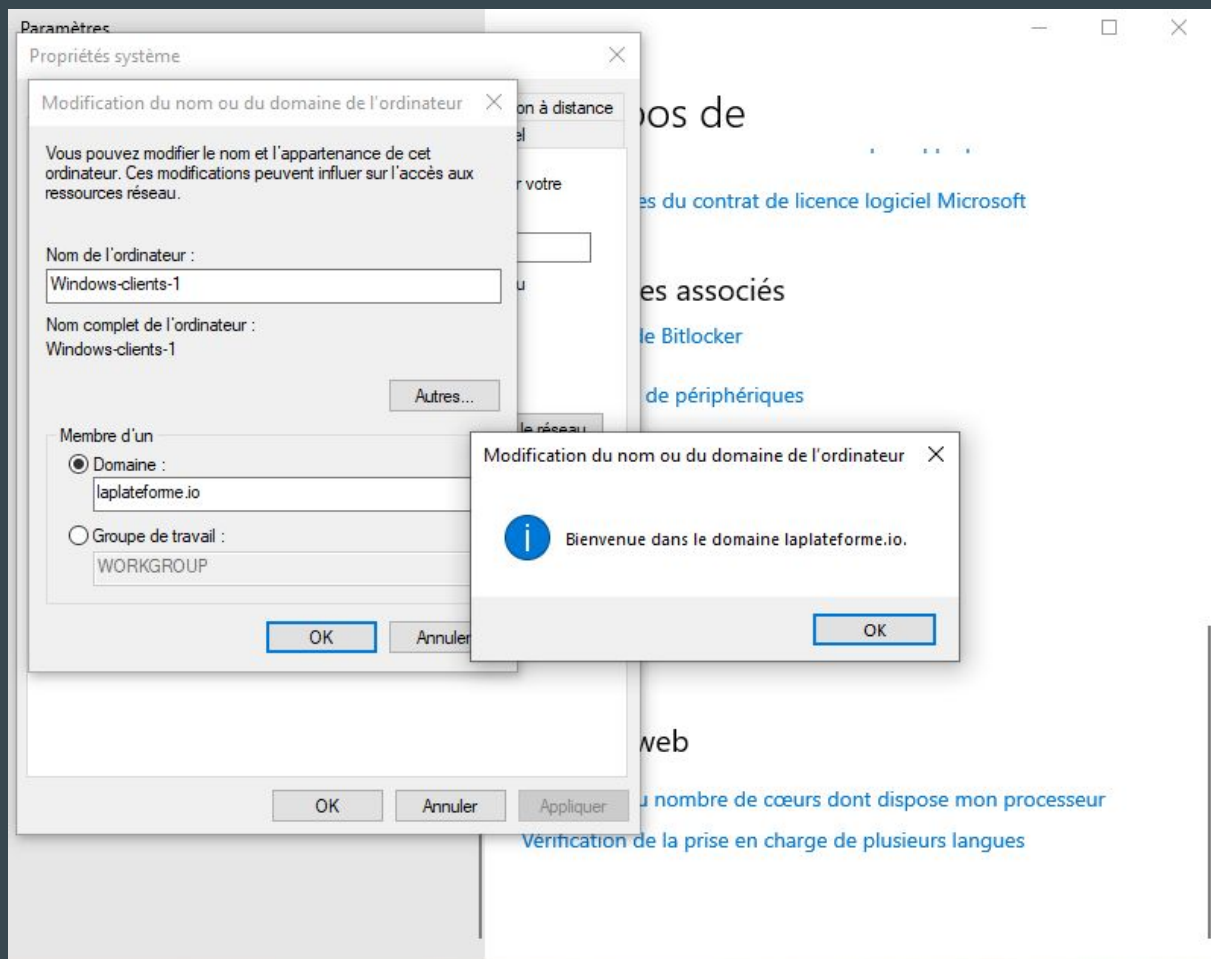 Paramètres
Propriétés système
Modification du nom ou du domaine de l'ordinateur
Vous pouvez modifier le nom et l'appartenance de cet
ordinateur. Ces modifications peuvent influer sur l'accès aux
ressources réseau.
Nom de l'ordinateur :
Windows-clients-1
Nom complet de l'ordinateur :
Windows-clients-1
Autres...
Membre d'un
Domaine :
laplateforme.io
Groupe de travail :
WORKGROUP
OK
Annuler
on à distance
el
r votre
u
le réseau
OK
Annuler
Appliquer
Modification du nom ou du domaine de l'ordinateur
Bienvenue dans le domaine laplateforme.io.
OK
pos de
es du contrat de licence logiciel Microsoft
es associés
de Bitlocker
de périphériques
web
u nombre de cœurs dont dispose mon processeur
Vérification de la prise en charge de plusieurs langues